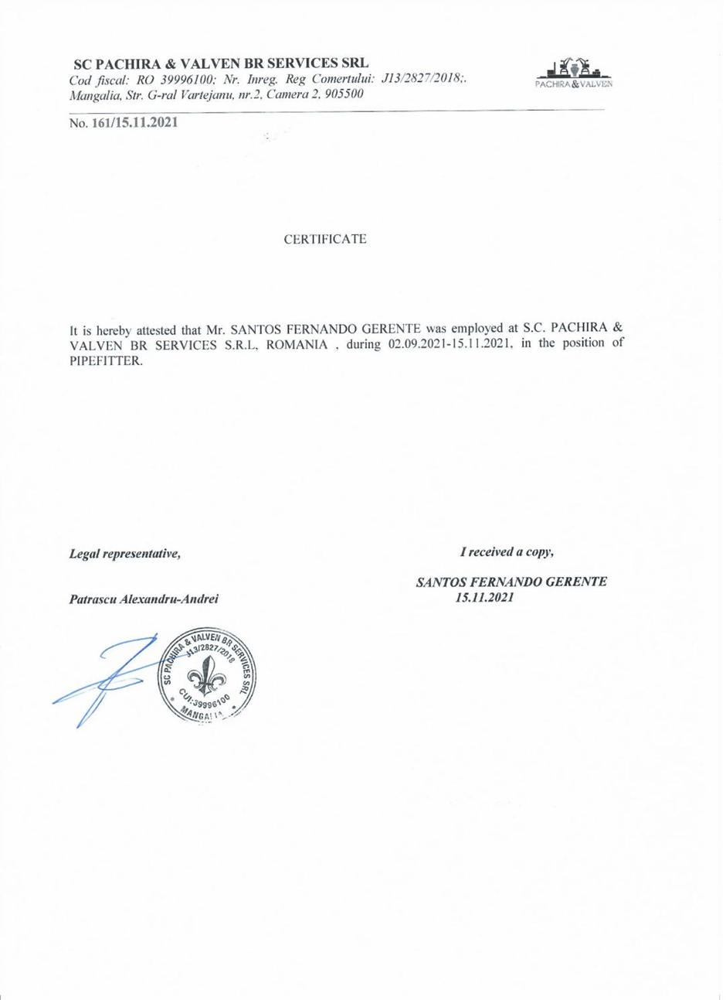 SC PACHIRA & VALVEN BR SERVICES SRL
Cod fiscal: RO 39996100; Nr. Inreg. Reg Comertului: J13/2827/2018;.
Mangalia, Str. G-ral Vartejanu, nr.2, Camera 2, 905500
PACHIRA&VALVEN
No. 161/15.11.2021
CERTIFICATE
It is hereby attested that Mr. SANTOS FERNANDO GERENTE was employed at S.C. PACHIRA &
VALVEN BR SERVICES S.R.L, ROMANIA , during 02.09.2021-15.11.2021, in the position of
PIPEFITTER.
Legal representative,
I received a copy,
SANTOS FERNANDO GERENTE
Patrascu Alexandru-Andrei
15.11.2021
SC PACHIRA & VALVEN BR SERVICES SRL
J13/2827/2018
CUI:39996100
* MANGALIA *